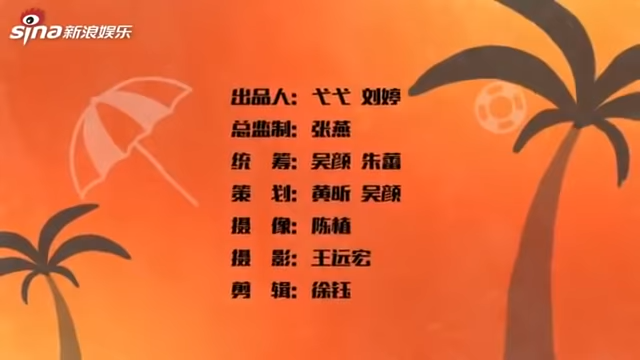 sina新浪娱乐
出品人: 弋弋 刘婷
总监制: 张燕
统 筹: 吴颜 朱蕾
策 划: 黄昕 吴颜
摄 像: 陈植
摄 影: 王远宏
剪 辑: 徐钰